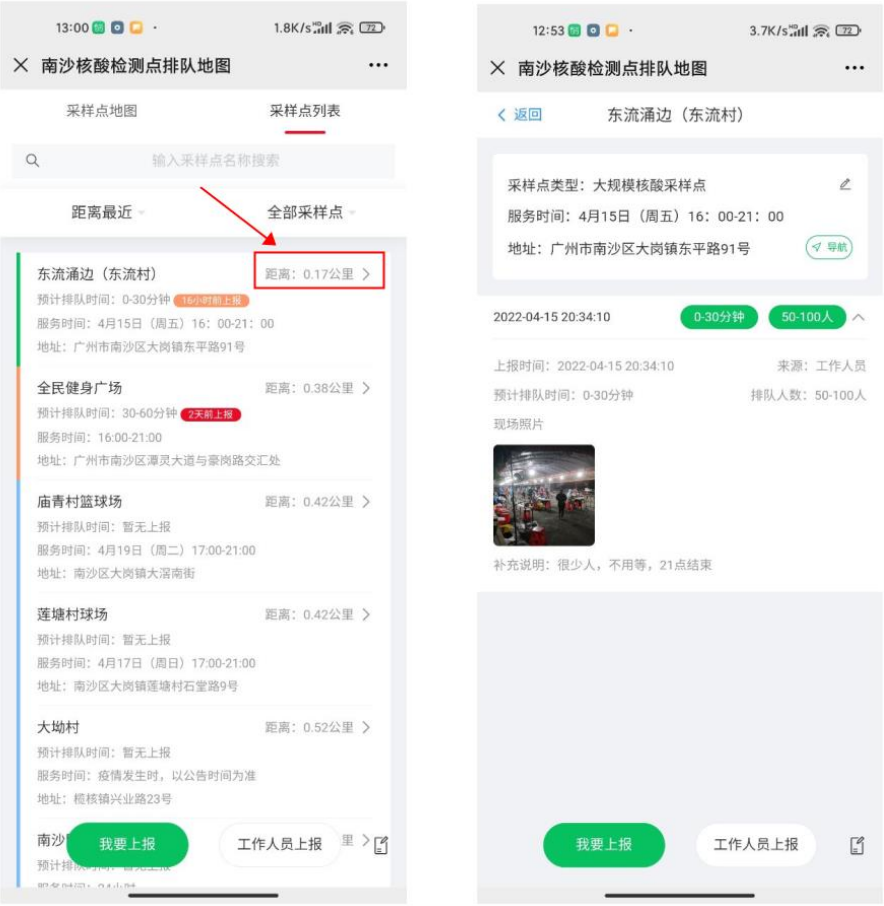 13:00
1.8K/s
72
南沙核酸检测点排队地图
采样点地图
采样点列表
输入采样点名称搜索
距离最近
全部采样点
东流涌边（东流村）
距离：0.17公里
预计排队时间：0-30分钟
16小时前上报
服务时间：4月15日（周五）16：00-21：00
地址：广州市南沙区大岗镇东平路91号
全民健身广场
距离：0.38公里
预计排队时间：30-60分钟
2天前上报
服务时间：16:00-21:00
地址：广州市南沙区潭灵大道与豪岗路交汇处
庙青村篮球场
距离：0.42公里
预计排队时间：暂无上报
服务时间：4月19日（周二）17:00-21:00
地址：南沙区大岗镇大滘南街
莲塘村球场
距离：0.42公里
预计排队时间：暂无上报
服务时间：4月17日（周日）17:00-21:00
地址：南沙区大岗镇莲塘村石堂路9号
大坳村
距离：0.52公里
预计排队时间：暂无上报
服务时间：疫情发生时，以公告时间为准
地址：榄核镇兴业路23号
南沙
里
我要上报
工作人员上报
预计排
12:53
3.7K/s
72
南沙核酸检测点排队地图
返回
东流涌边（东流村）
采样点类型：大规模核酸采样点
服务时间：4月15日（周五）16：00-21：00
地址：广州市南沙区大岗镇东平路91号
导航
2022-04-15 20:34:10
0-30分钟
50-100人
上报时间：2022-04-15 20:34:10
来源：工作人员
预计排队时间：0-30分钟
排队人数：50-100人
现场照片
补充说明：很少人，不用等，21点结束
我要上报
工作人员上报